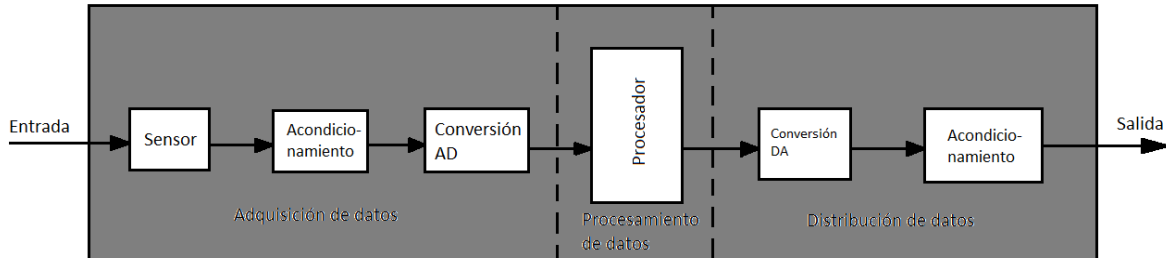 Entrada
Sensor
Acondicio-
namiento
Conversión
AD
Procesador
Conversión
DA
Acondicio-
namiento
Salida
Adquisición de datos
Procesamiento
de datos
Distribución de datos